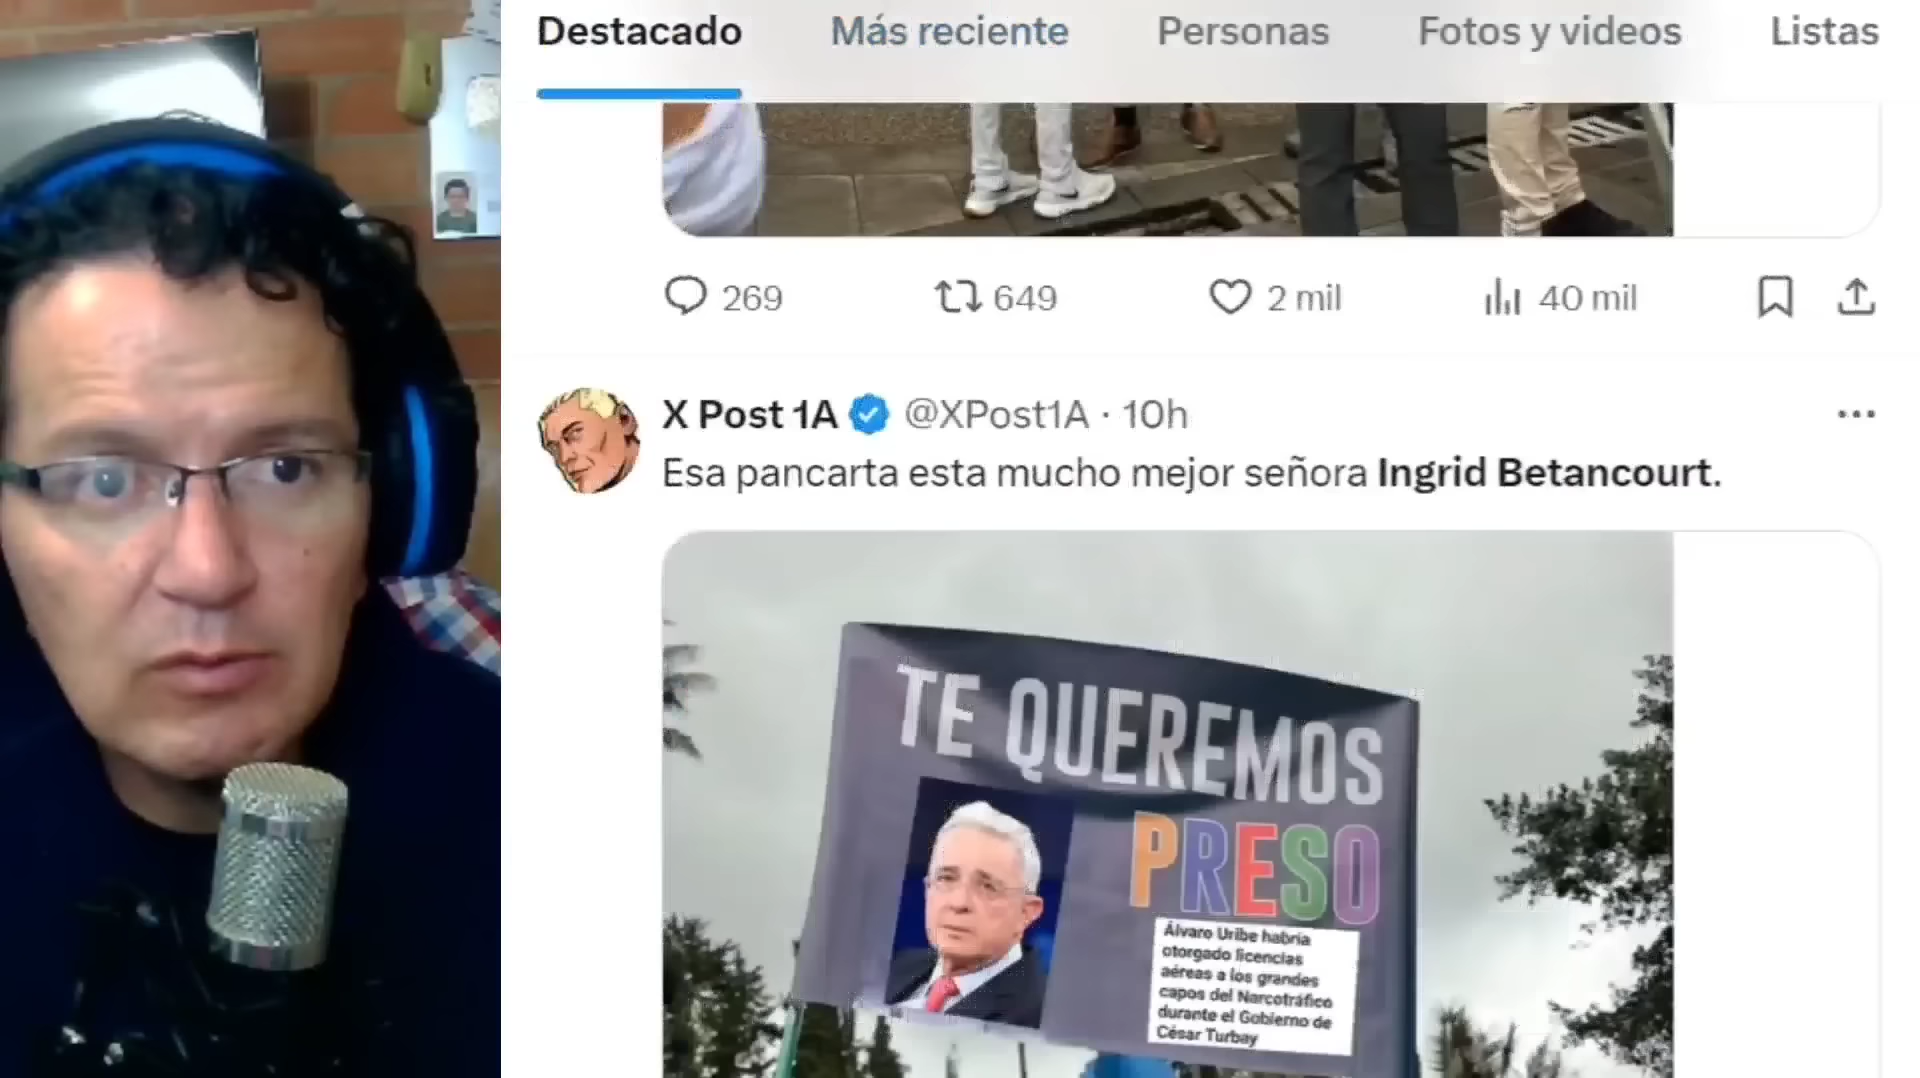 Destacado Más reciente Personas Fotos y videos Listas
269 649 2 mil 40 mil
X Post 1A @XPost1A · 10h
Esa pancarta esta mucho mejor señora Ingrid Betancourt.
TE QUEREMOS
PRESO
Álvaro Uribe habría
otorgado licencias
aéreas a los grandes
capos del Narcotráfico
durante el Gobierno de
César Turbay